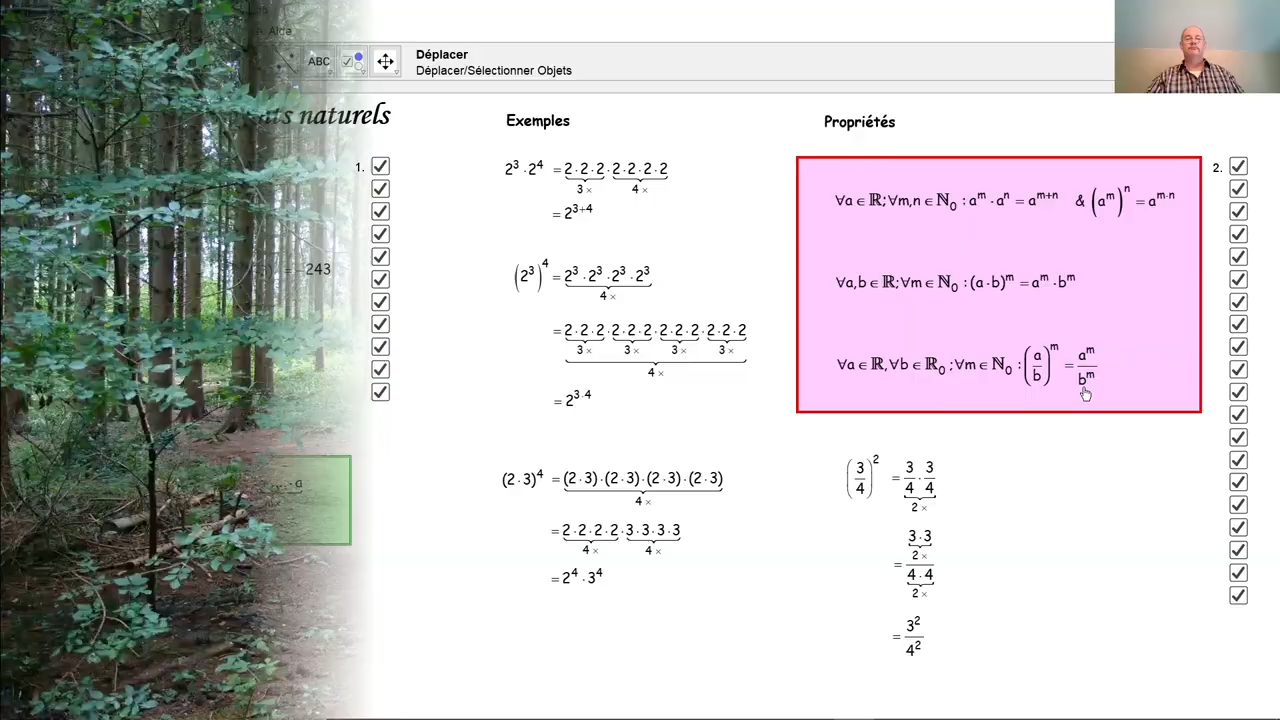 Aide
ABC
Déplacer
Déplacer/Sélectionner Objets
naturels
Exemples
Propriétés
1.
2.
2³ · 2⁴ = 2 · 2 · 2 · 2 · 2 · 2 · 2
3 × 4 ×
= 2³⁺⁴
∀a ∈ ℝ; ∀m,n ∈ ℕ₀ : aᵐ · aⁿ = aᵐ⁺ⁿ & (aᵐ)ⁿ = aᵐ·ⁿ
= −243
(2³)⁴ = 2³ · 2³ · 2³ · 2³
4 ×
∀a,b ∈ ℝ; ∀m ∈ ℕ₀ : (a · b)ᵐ = aᵐ · bᵐ
= 2 · 2 · 2 · 2 · 2 · 2 · 2 · 2 · 2 · 2 · 2 · 2
3 × 3 × 3 × 3 ×
4 ×
= 2³·⁴
∀a ∈ ℝ, ∀b ∈ ℝ₀ ; ∀m ∈ ℕ₀ : (a/b)ᵐ = aᵐ/bᵐ
... · a
(2 · 3)⁴ = (2 · 3) · (2 · 3) · (2 · 3) · (2 · 3)
4 ×
= 2 · 2 · 2 · 2 · 3 · 3 · 3 · 3
4 × 4 ×
= 2⁴ · 3⁴
(3/4)² = 3/4 · 3/4
2 ×
= 3 · 3 / 4 · 4
2 ×
2 ×
= 3²/4²